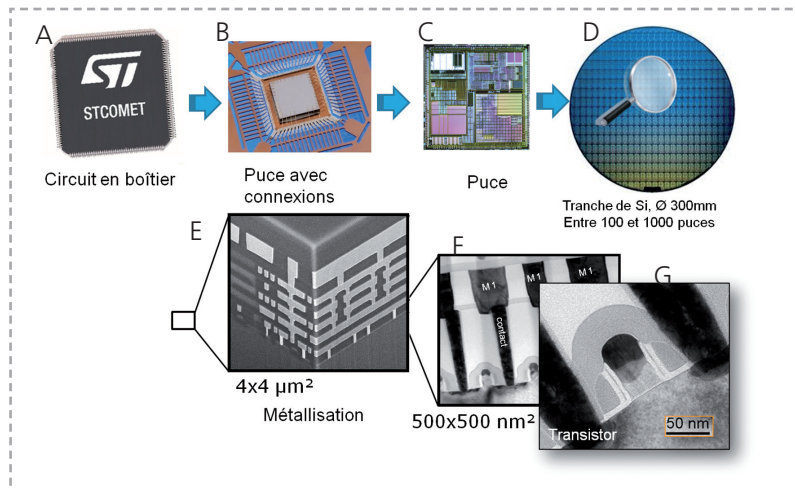 A
B
C
D
ST
STCOMET
Circuit en boîtier
Puce avec
connexions
Puce
Tranche de Si, Ø 300mm
Entre 100 et 1000 puces
E
F
G
M1
M1
M1
contact
4x4 µm²
Métallisation
500x500 nm²
Transistor
50 nm